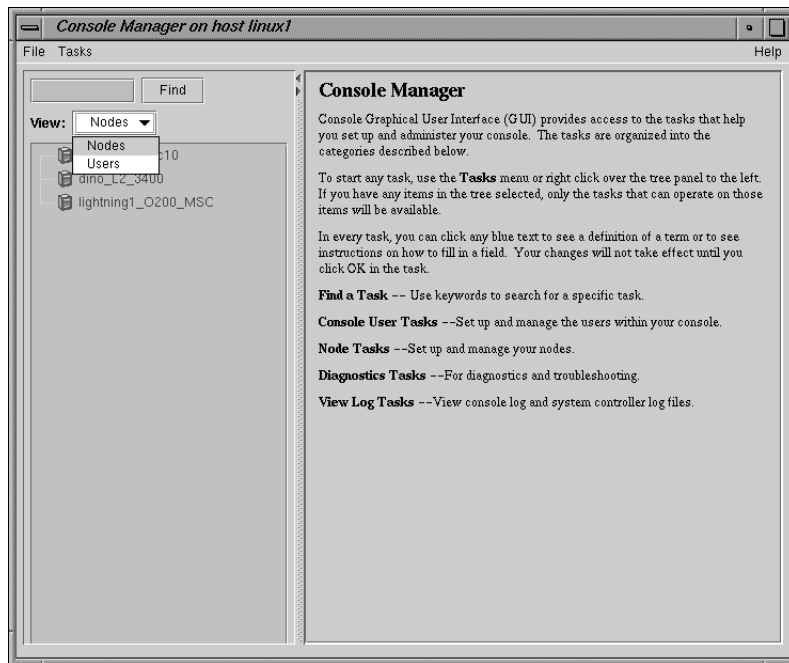 Console Manager on host linux1
File Tasks Help
Find
View: Nodes
Nodes
Users
c10
dino_L2_3400
lightning1_O200_MSC
Console Manager
Console Graphical User Interface (GUI) provides access to the tasks that help
you set up and administer your console. The tasks are organized into the
categories described below.
To start any task, use the Tasks menu or right click over the tree panel to the left.
If you have any items in the tree selected, only the tasks that can operate on those
items will be available.
In every task, you can click any blue text to see a definition of a term or to see
instructions on how to fill in a field. Your changes will not take effect until you
click OK in the task.
Find a Task -- Use keywords to search for a specific task.
Console User Tasks --Set up and manage the users within your console.
Node Tasks --Set up and manage your nodes.
Diagnostics Tasks --For diagnostics and troubleshooting.
View Log Tasks --View console log and system controller log files.